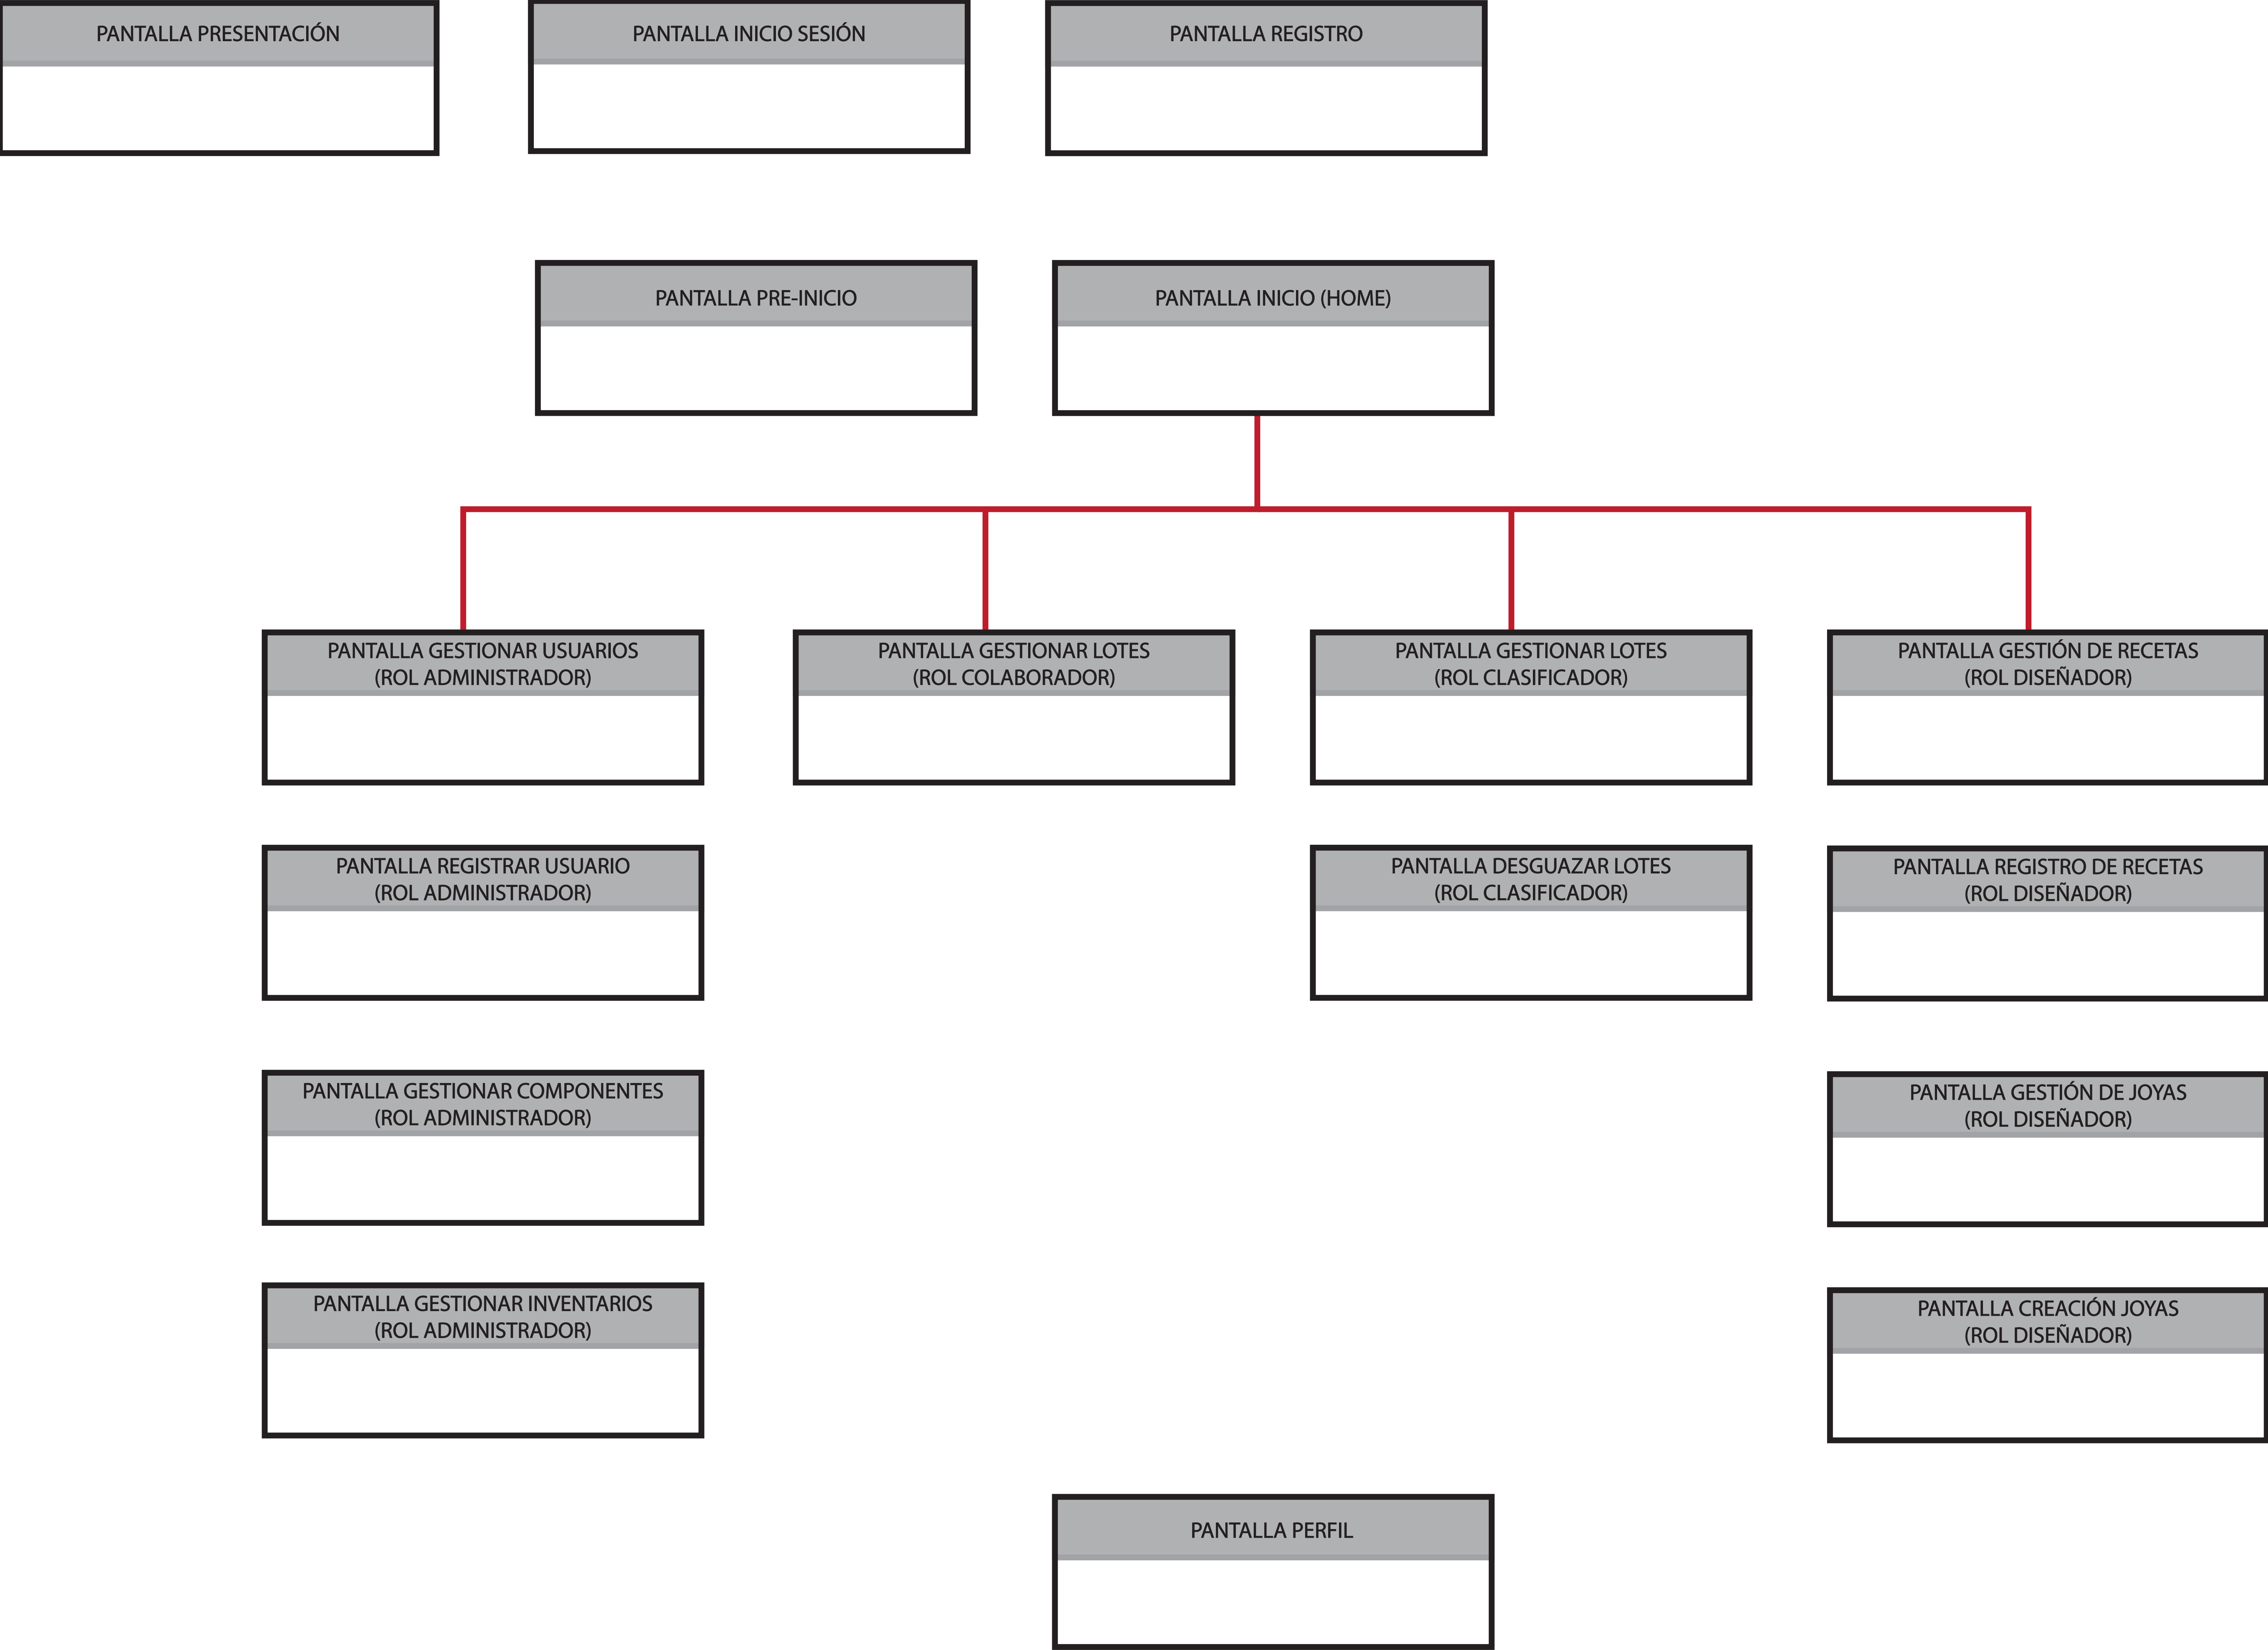 PANTALLA PRESENTACIÓN
PANTALLA INICIO SESIÓN
PANTALLA REGISTRO
PANTALLA PRE-INICIO
PANTALLA INICIO (HOME)
PANTALLA GESTIONAR USUARIOS
(ROL ADMINISTRADOR)
PANTALLA GESTIONAR LOTES
(ROL COLABORADOR)
PANTALLA GESTIONAR LOTES
(ROL CLASIFICADOR)
PANTALLA GESTIÓN DE RECETAS
(ROL DISEÑADOR)
PANTALLA REGISTRAR USUARIO
(ROL ADMINISTRADOR)
PANTALLA DESGUAZAR LOTES
(ROL CLASIFICADOR)
PANTALLA REGISTRO DE RECETAS
(ROL DISEÑADOR)
PANTALLA GESTIONAR COMPONENTES
(ROL ADMINISTRADOR)
PANTALLA GESTIÓN DE JOYAS
(ROL DISEÑADOR)
PANTALLA GESTIONAR INVENTARIOS
(ROL ADMINISTRADOR)
PANTALLA CREACIÓN JOYAS
(ROL DISEÑADOR)
PANTALLA PERFIL